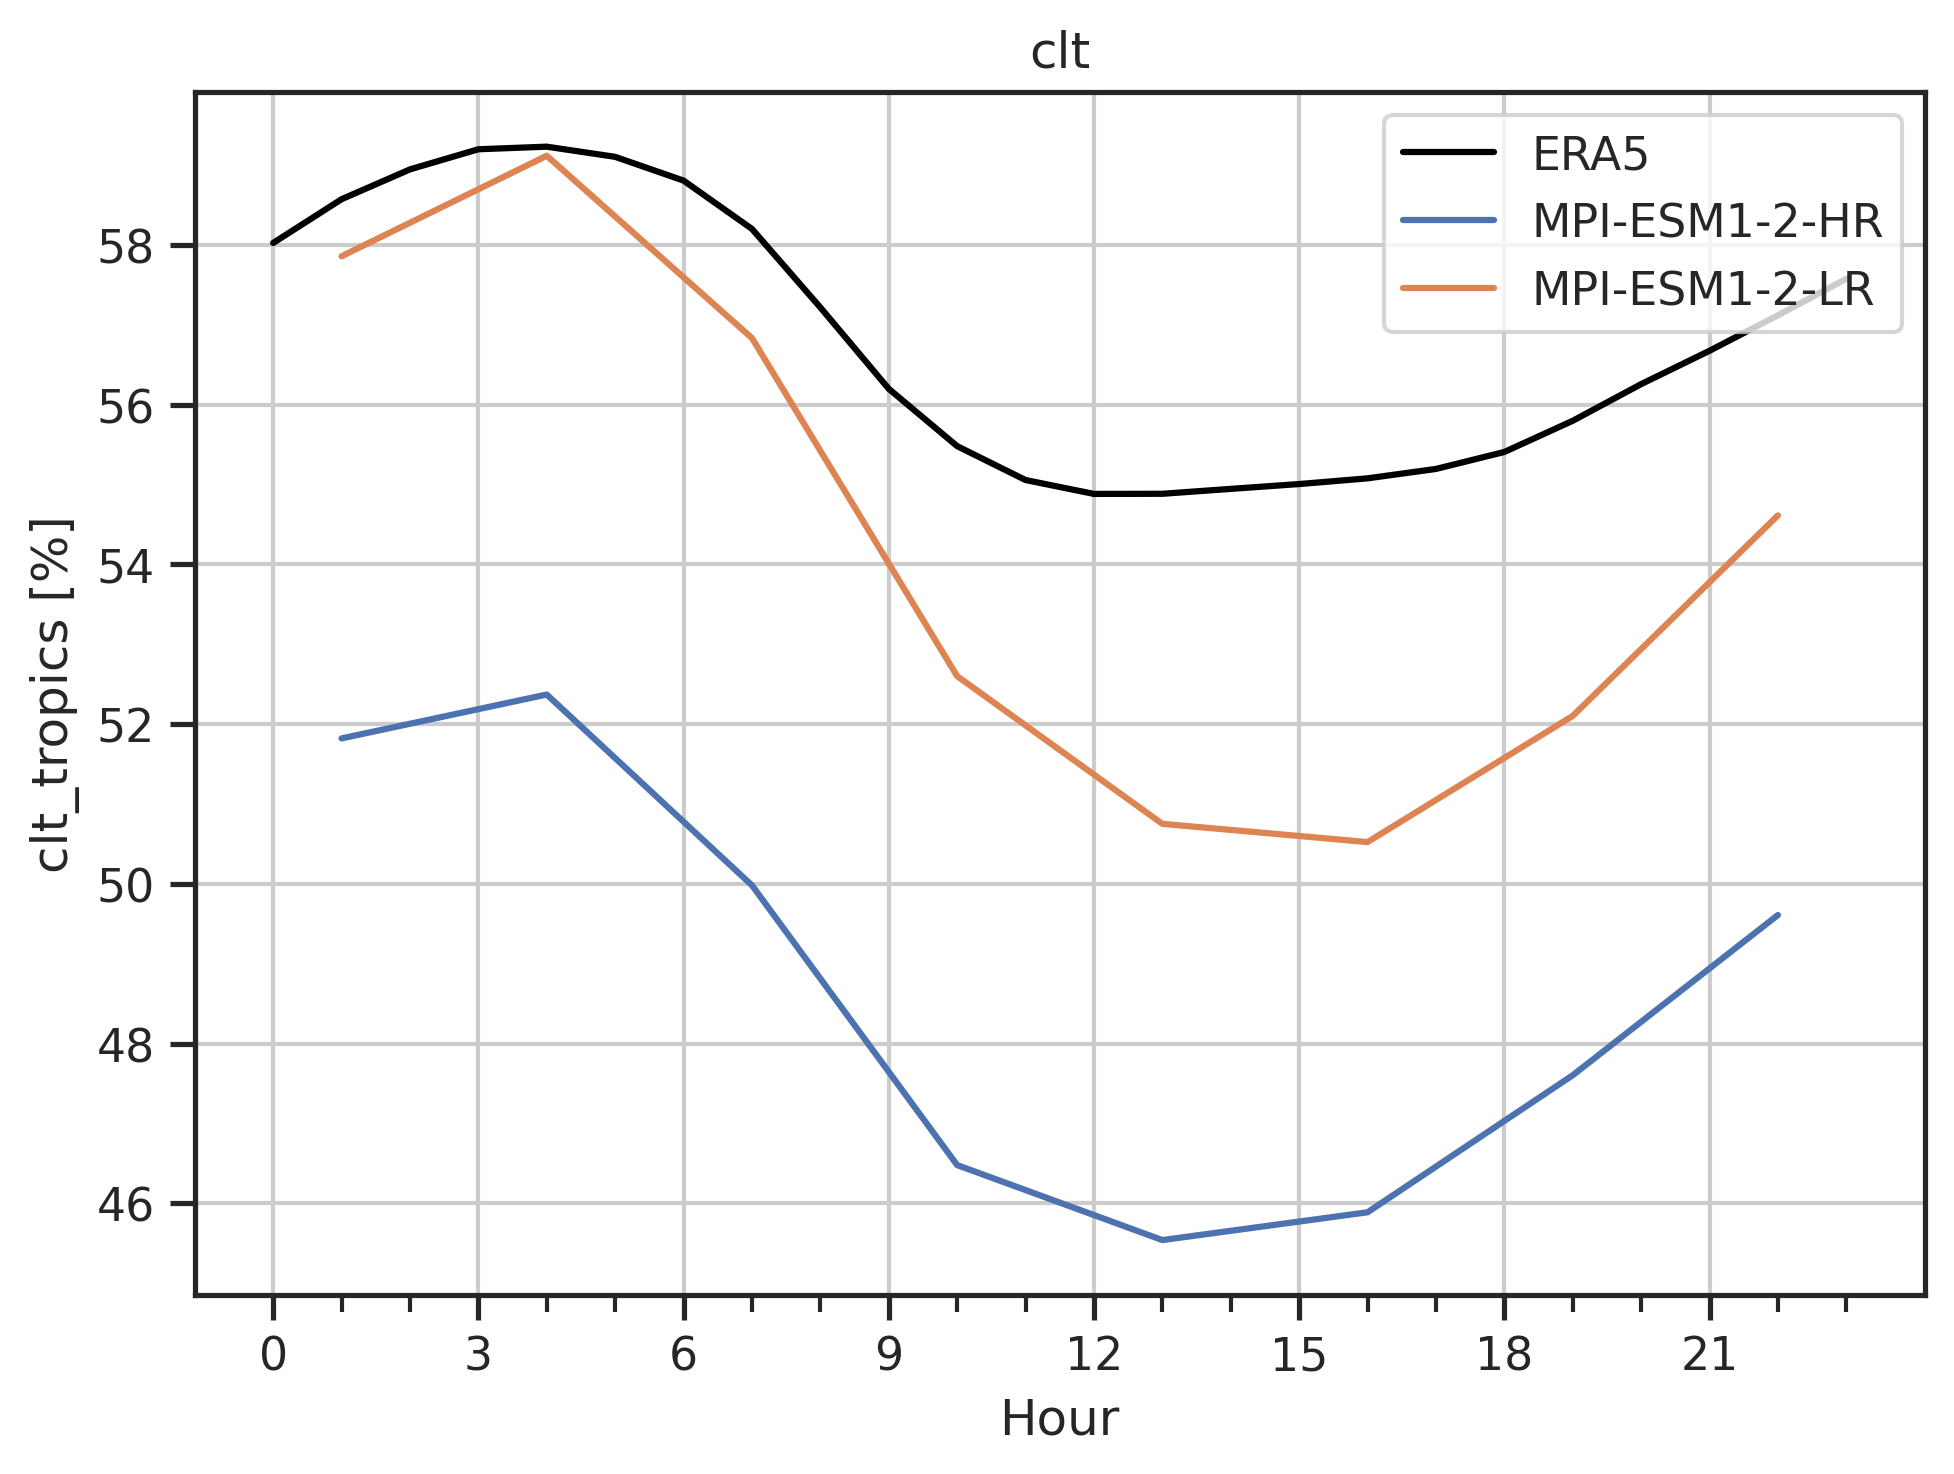 clt
ERA5
MPI-ESM1-2-HR
MPI-ESM1-2-LR
clt_tropics [%]
58
56
54
52
50
48
46
0 3 6 9 12 15 18 21
Hour